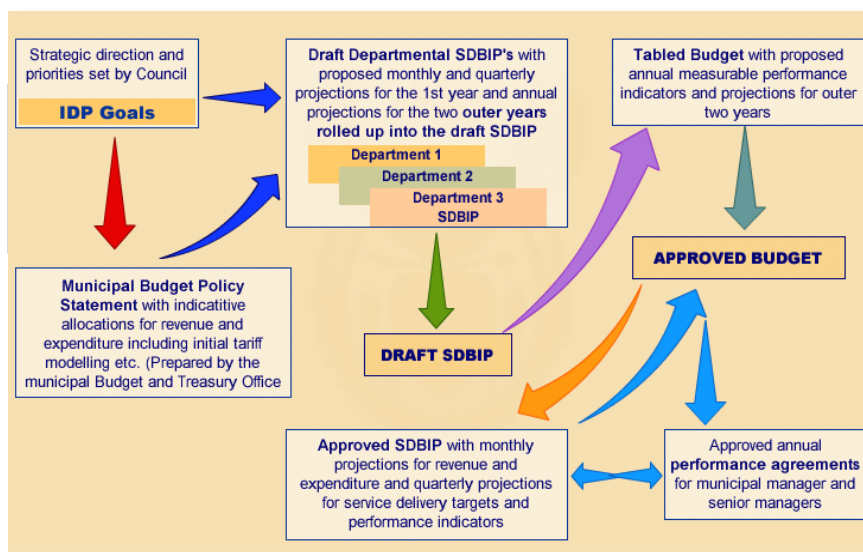 Strategic direction and
priorities set by Council
IDP Goals
Draft Departmental SDBIP's with
proposed monthly and quarterly
projections for the 1st year and annual
projections for the two outer years
rolled up into the draft SDBIP
Department 1
Department 2
Department 3
SDBIP
Tabled Budget with proposed
annual measurable performance
indicators and projections for outer
two years
Municipal Budget Policy
Statement with indicatitive
allocations for revenue and
expenditure including initial tariff
modelling etc. (Prepared by the
municipal Budget and Treasury Office
DRAFT SDBIP
APPROVED BUDGET
Approved SDBIP with monthly
projections for revenue and
expenditure and quarterly projections
for service delivery targets and
performance indicators
Approved annual
performance agreements
for municipal manager and
senior managers